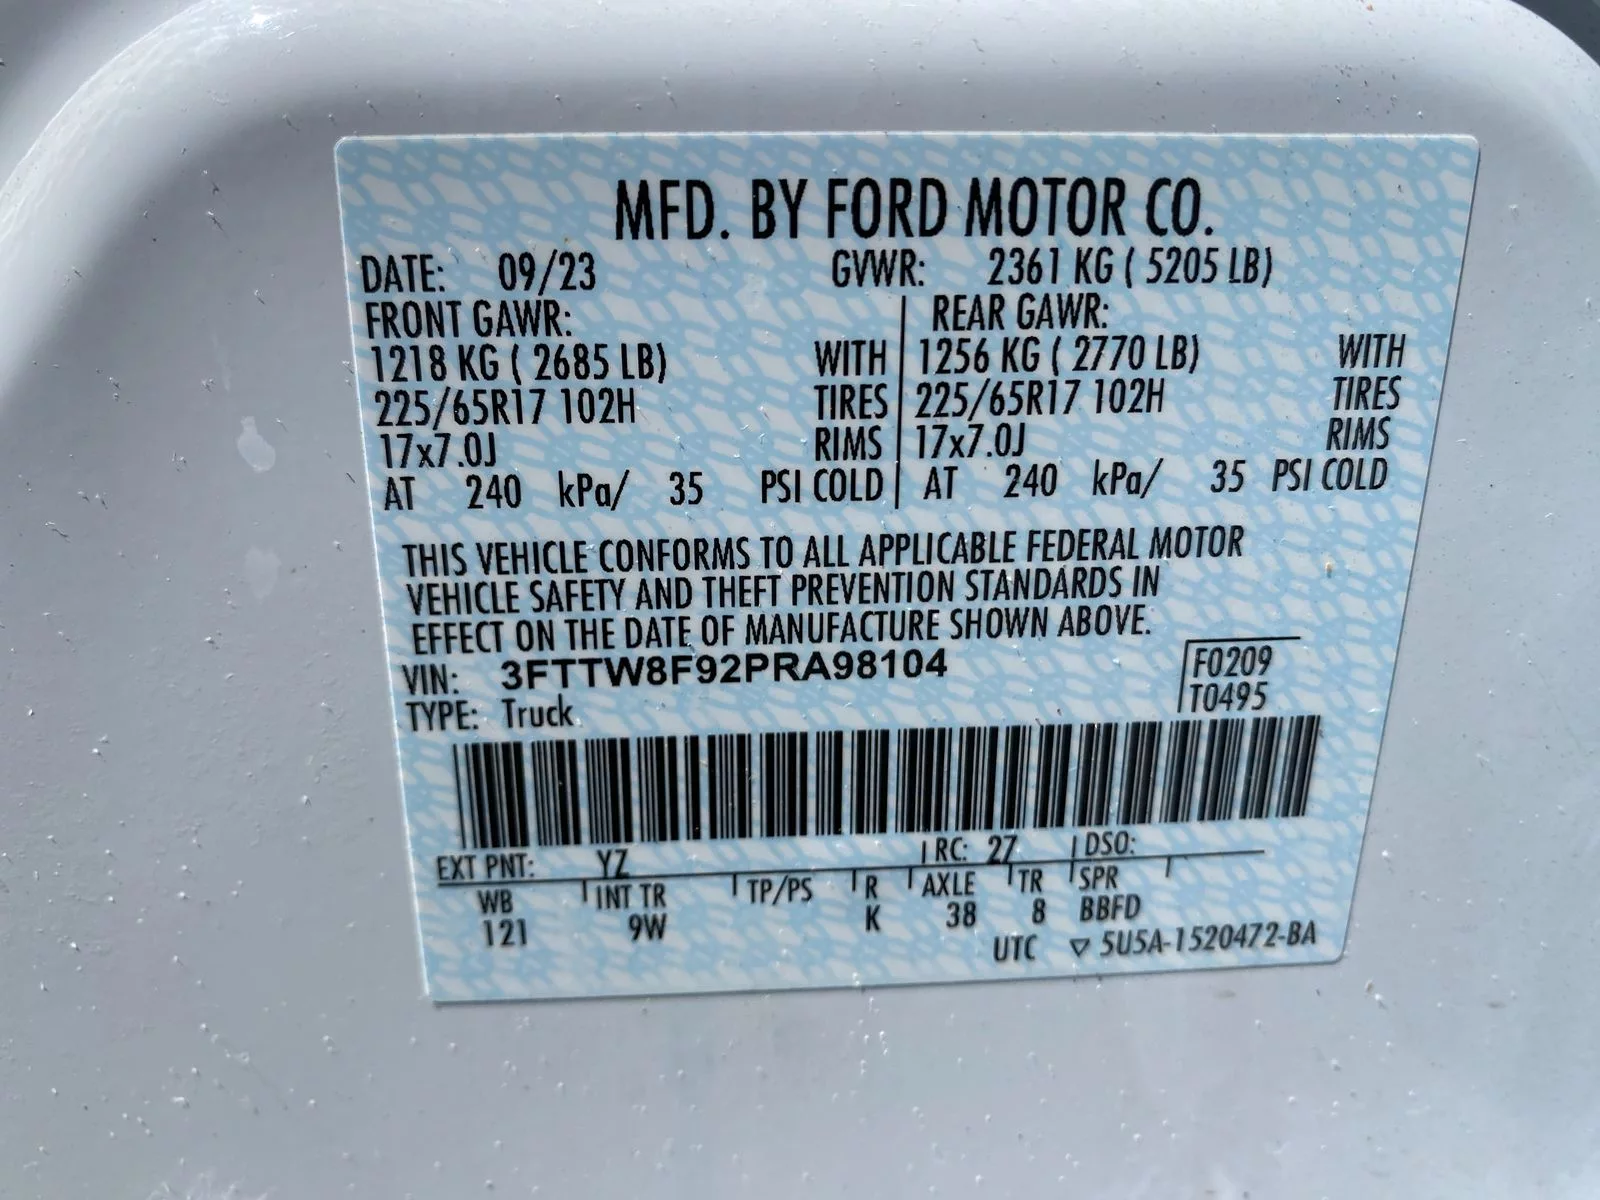 MFD. BY FORD MOTOR CO.
DATE: 09/23 GVWR: 2361 KG ( 5205 LB)
FRONT GAWR: REAR GAWR:
1218 KG ( 2685 LB) WITH 1256 KG ( 2770 LB) WITH
225/65R17 102H TIRES 225/65R17 102H TIRES
17x7.0J RIMS 17x7.0J RIMS
AT 240 kPa/ 35 PSI COLD AT 240 kPa/ 35 PSI COLD
THIS VEHICLE CONFORMS TO ALL APPLICABLE FEDERAL MOTOR
VEHICLE SAFETY AND THEFT PREVENTION STANDARDS IN
EFFECT ON THE DATE OF MANUFACTURE SHOWN ABOVE.
VIN: 3FTTW8F92PRA98104 F0209
TYPE: Truck T0495
EXT PNT: YZ RC: 27 DSO:
WB INT TR TP/PS R AXLE TR SPR
121 9W K 38 8 BBFD
UTC ▽ 5U5A-1520472-BA